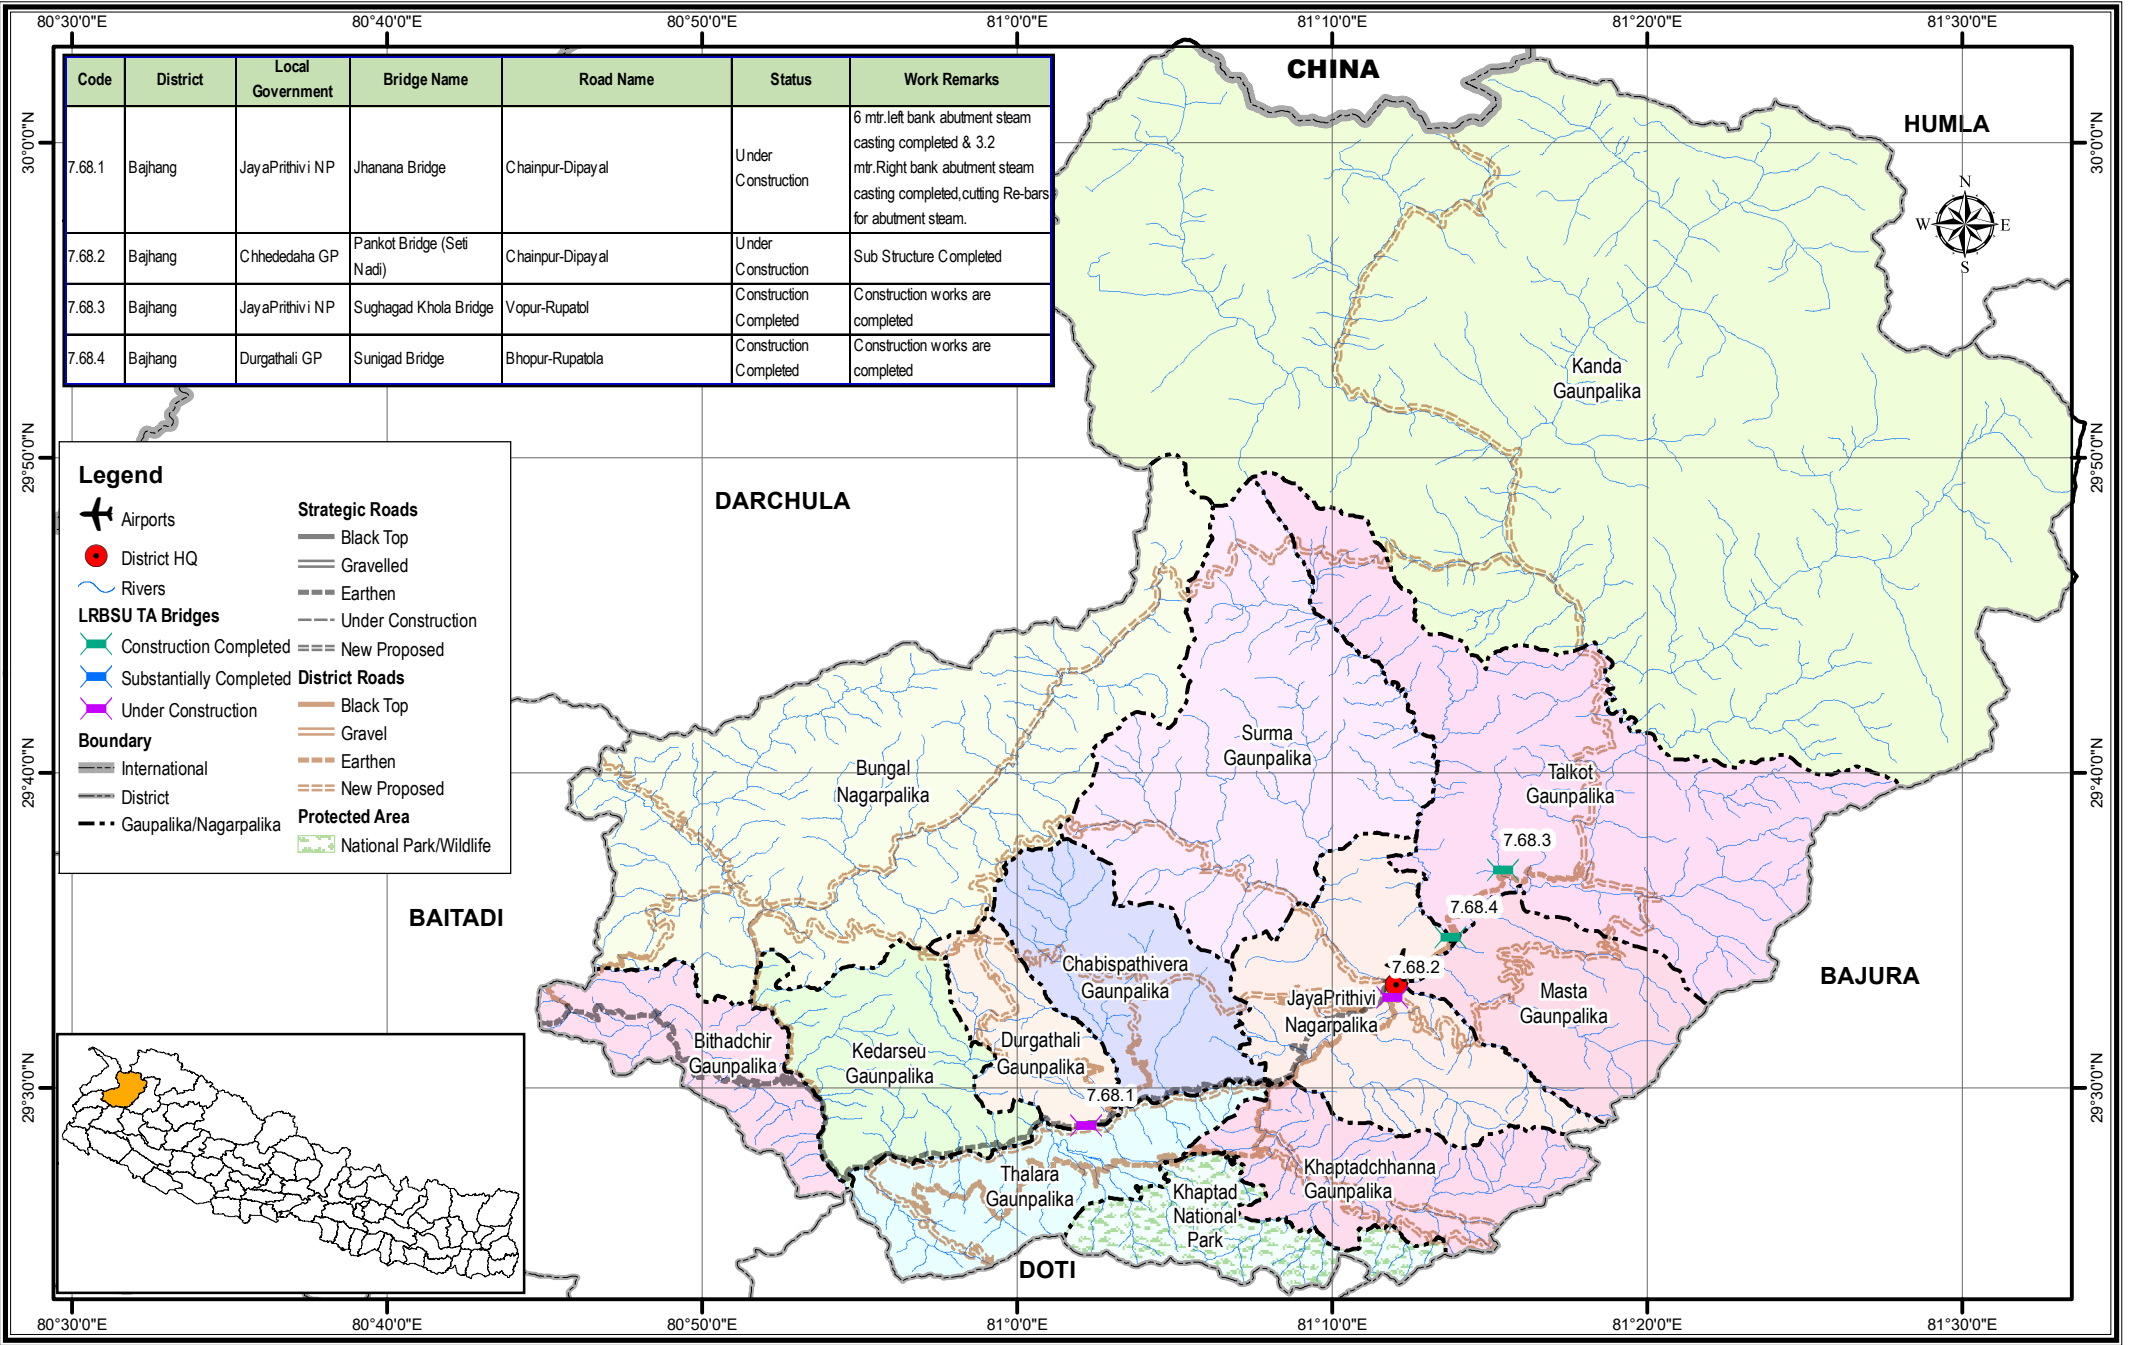 80°30'0"E 80°40'0"E 80°50'0"E 81°0'0"E 81°10'0"E 81°20'0"E 81°30'0"E
Code District Local Government Bridge Name Road Name Status Work Remarks
7.68.1 Bajhang JayaPrithivi NP Jhanana Bridge Chainpur-Dipayal Under Construction 6 mtr.left bank abutment steam casting completed & 3.2 mtr.Right bank abutment steam casting completed,cutting Re-bars for abutment steam.
7.68.2 Bajhang Chhededaha GP Pankot Bridge (Seti Nadi) Chainpur-Dipayal Under Construction Sub Structure Completed
7.68.3 Bajhang JayaPrithivi NP Sughagad Khola Bridge Vopur-Rupatol Construction Completed Construction works are completed
7.68.4 Bajhang Durgathali GP Sunigad Bridge Bhopur-Rupatola Construction Completed Construction works are completed
CHINA
HUMLA
N
W E
S
30°0'0"N 30°0'0"N
Kanda
Gaunpalika
29°50'0"N 29°50'0"N
DARCHULA
Legend
Airports
District HQ
Rivers
LRBSU TA Bridges
Construction Completed
Substantially Completed
Under Construction
Boundary
International
District
Gaupalika/Nagarpalika
Strategic Roads
Black Top
Gravelled
Earthen
Under Construction
New Proposed
District Roads
Black Top
Gravel
Earthen
New Proposed
Protected Area
National Park/Wildlife
Surma
Gaunpalika
Bungal
Nagarpalika
Talkot
Gaunpalika
29°40'0"N 29°40'0"N
7.68.3
7.68.4
BAITADI
7.68.2
BAJURA
Chabispathivera
Gaunpalika
JayaPrithivi
Nagarpalika
Masta
Gaunpalika
Bithadchir
Gaunpalika
Kedarseu
Gaunpalika
Durgathali
Gaunpalika
29°30'0"N 29°30'0"N
7.68.1
Thalara
Gaunpalika
Khaptad
National
Park
Khaptadchhanna
Gaunpalika
DOTI
80°30'0"E 80°40'0"E 80°50'0"E 81°0'0"E 81°10'0"E 81°20'0"E 81°30'0"E